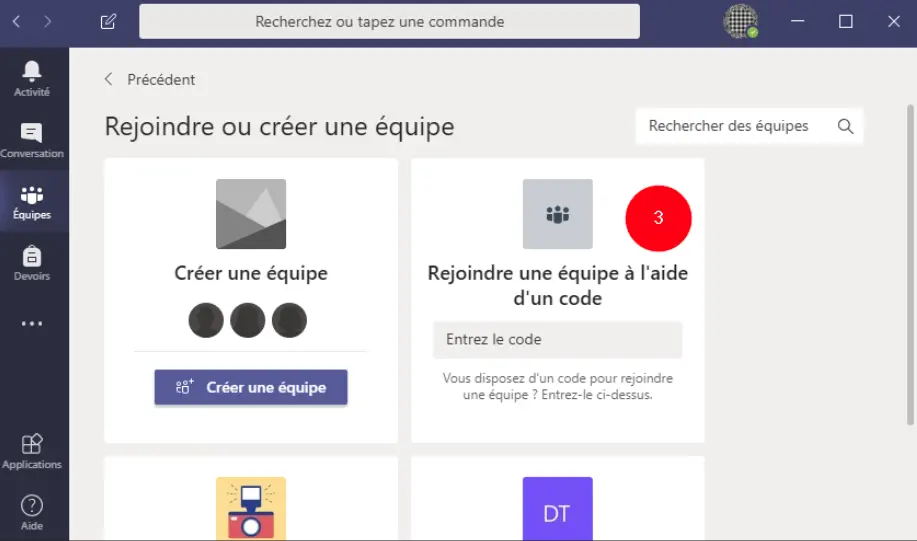 Recherchez ou tapez une commande
Activité
Conversation
Équipes
Devoirs
Applications
Aide
Précédent
Rejoindre ou créer une équipe
Rechercher des équipes
Créer une équipe
Créer une équipe
3
Rejoindre une équipe à l'aide
d'un code
Entrez le code
Vous disposez d'un code pour rejoindre
une équipe ? Entrez-le ci-dessus.
DT